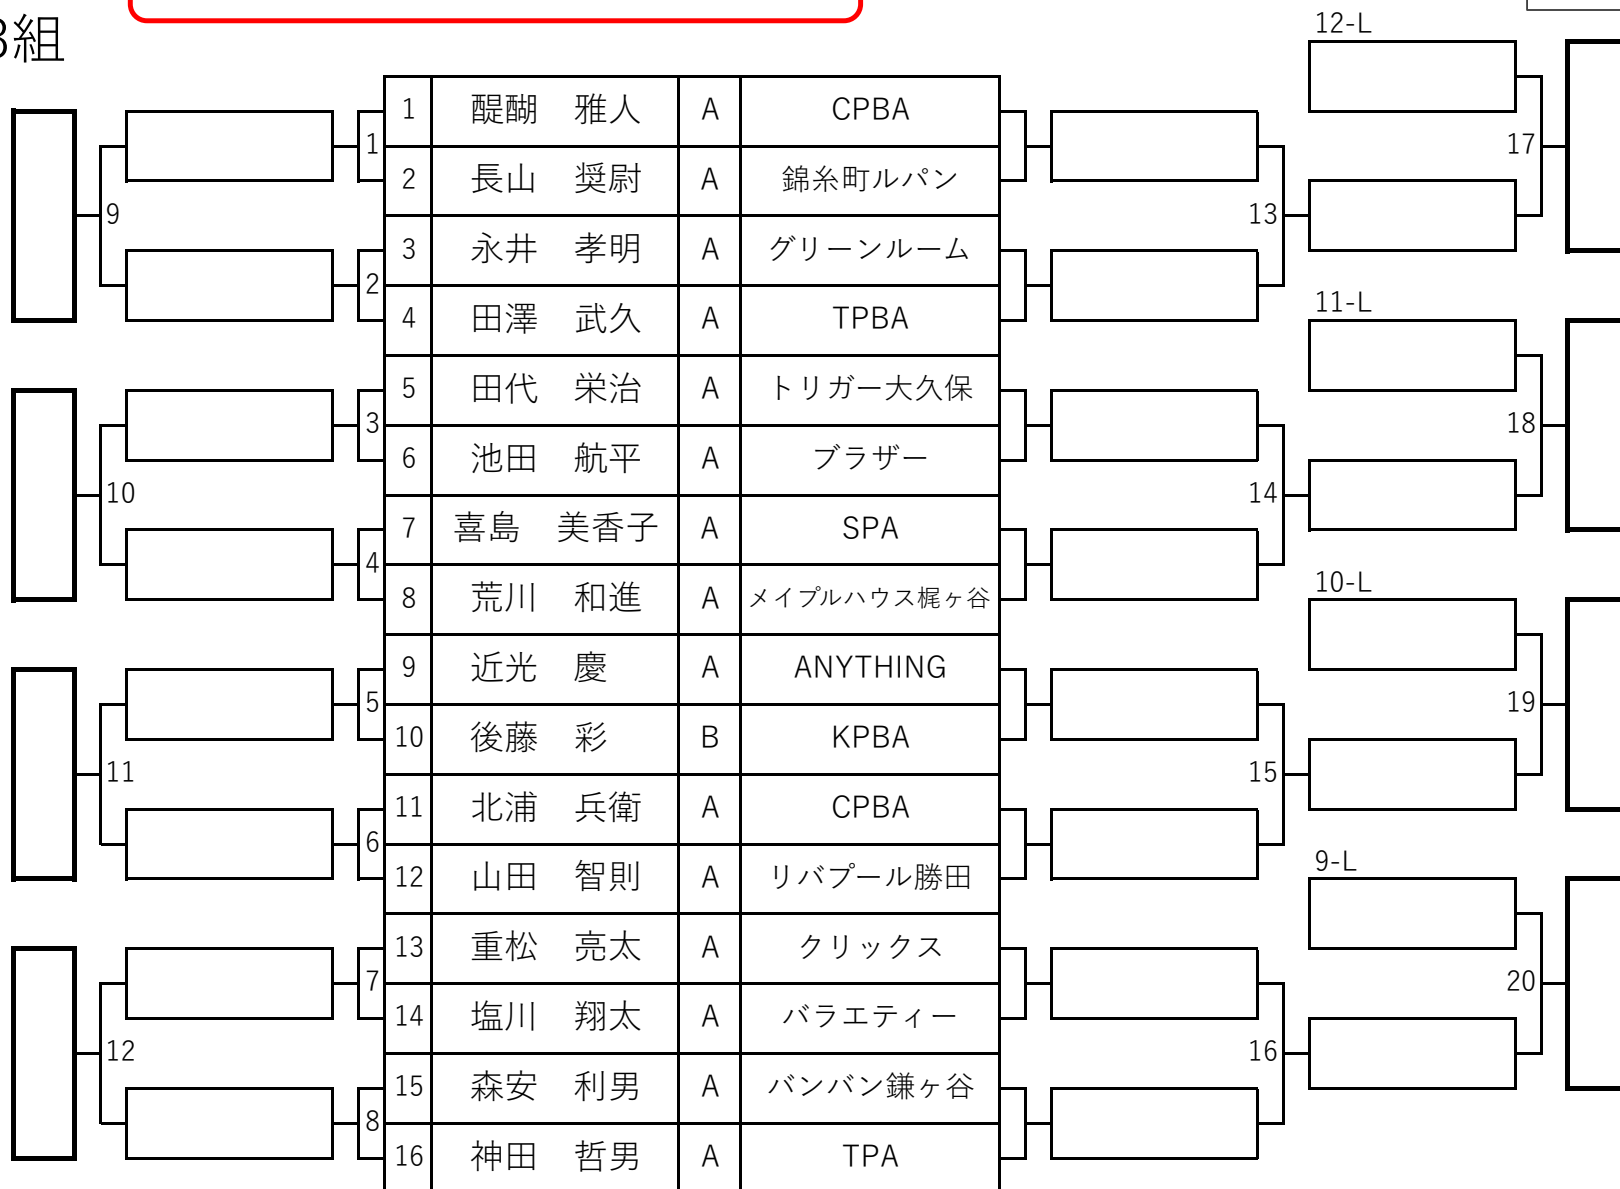 組
12-L
1 醍醐 雅人 A CPBA
1
17
2 長山 奨尉 A 錦糸町ルパン
9
13
3 永井 孝明 A グリーンルーム
2
4 田澤 武久 A TPBA
11-L
5 田代 栄治 A トリガー大久保
3
18
6 池田 航平 A ブラザー
10
14
7 喜島 美香子 A SPA
4
8 荒川 和進 A メイプルハウス梶ヶ谷
10-L
9 近光 慶 A ANYTHING
5
19
10 後藤 彩 B KPBA
11
15
11 北浦 兵衛 A CPBA
6
12 山田 智則 A リバプール勝田
9-L
13 重松 亮太 A クリックス
7
20
14 塩川 翔太 A バラエティー
12
16
15 森安 利男 A バンバン鎌ヶ谷
8
16 神田 哲男 A TPA